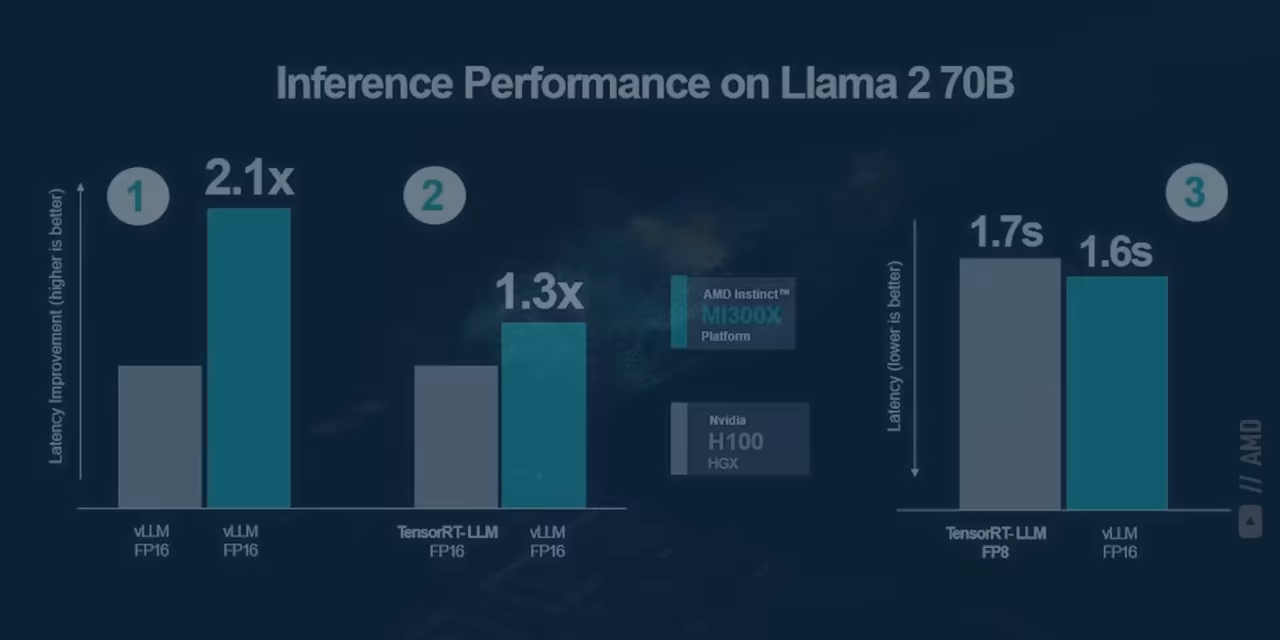 Inference Performance on Llama 2 70B
Latency Improvement (higher is better)
1
2.1x
vLLM
FP16
vLLM
FP16
2
1.3x
TensorRT-LLM
FP16
vLLM
FP16
AMD Instinct™
MI300X
Platform
Nvidia
H100
HGX
3
Latency (lower is better)
1.7s
1.6s
TensorRT-LLM
FP8
vLLM
FP16
// AMD